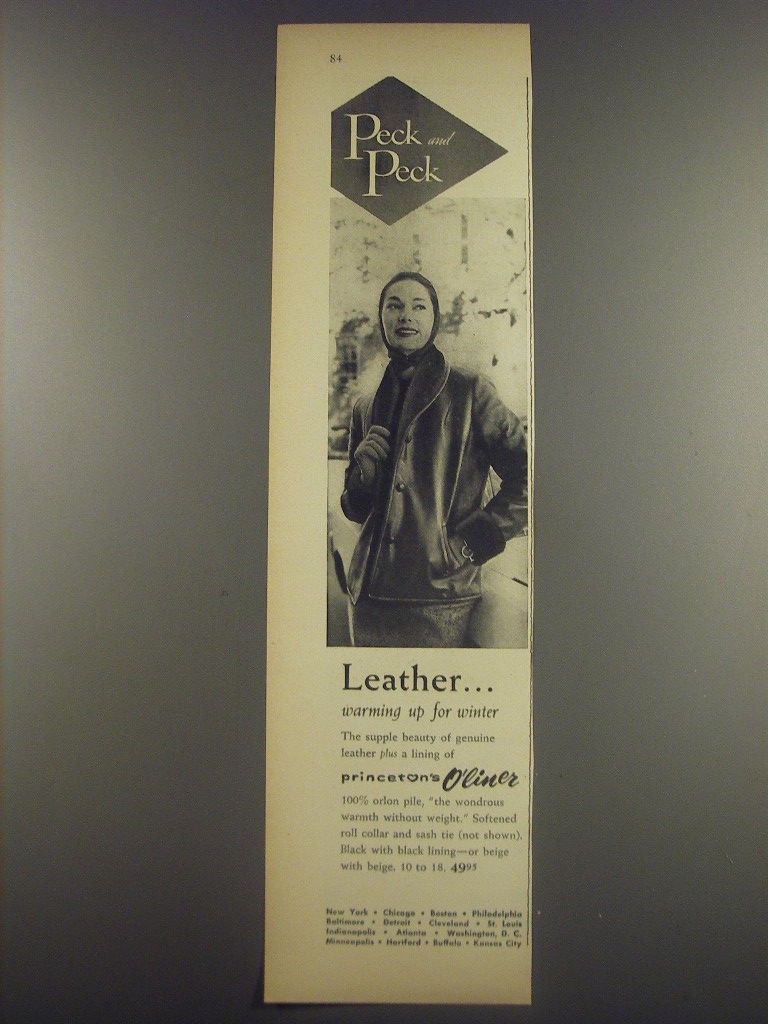 84
Peck and
Peck
Leather...
warming up for winter
The supple beauty of genuine
leather plus a lining of
princeton's O'liner
100% orlon pile, "the wondrous
warmth without weight." Softened
roll collar and sash tie (not shown).
Black with black lining—or beige
with beige. 10 to 18. 49⁹⁵
New York • Chicago • Boston • Philadelphia
Baltimore • Detroit • Cleveland • St. Louis
Indianapolis • Atlanta • Washington, D. C.
Minneapolis • Hartford • Buffalo • Kansas City